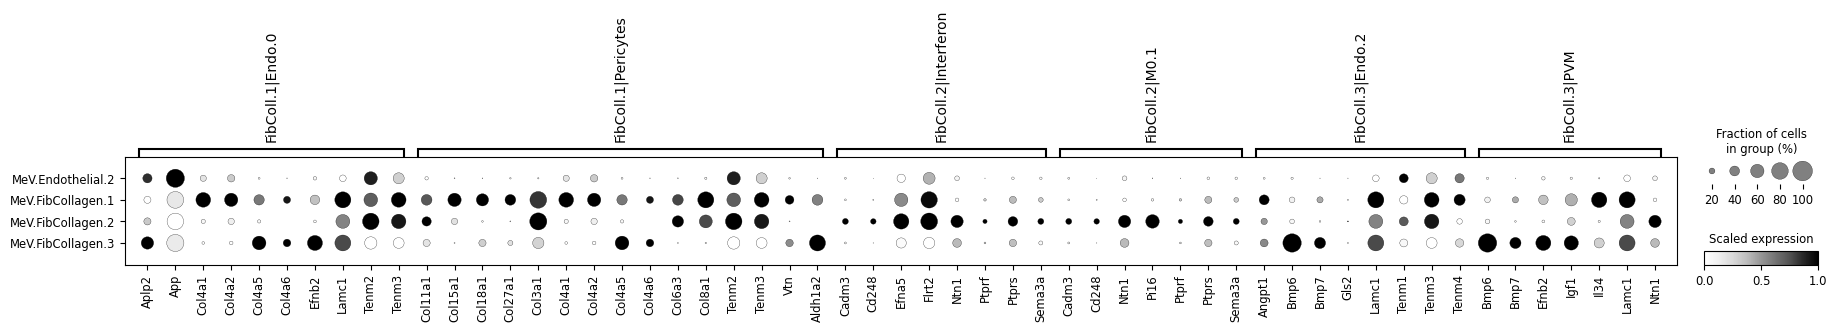 FibColl.1|Endo.0
FibColl.1|Pericytes
FibColl.2|Interferon
FibColl.2|M0.1
FibColl.3|Endo.2
FibColl.3|PVM
MeV.Endothelial.2
MeV.FibCollagen.1
MeV.FibCollagen.2
MeV.FibCollagen.3
Aplp2
App
Col4a1
Col4a2
Col4a5
Col4a6
Efnb2
Lamc1
Tenm2
Tenm3
Col11a1
Col15a1
Col18a1
Col27a1
Col3a1
Col4a1
Col4a2
Col4a5
Col4a6
Col6a3
Col8a1
Tenm2
Tenm3
Vtn
Aldh1a2
Cadm3
Cd248
Efna5
Flrt2
Ntn1
Ptprf
Ptprs
Sema3a
Cadm3
Cd248
Ntn1
Pi16
Ptprf
Ptprs
Sema3a
Angpt1
Bmp6
Bmp7
Gls2
Lamc1
Tenm1
Tenm3
Tenm4
Bmp6
Bmp7
Efnb2
Igf1
Il34
Lamc1
Ntn1
Fraction of cells
in group (%)
20 40 60 80 100
Scaled expression
0.0 0.5 1.0